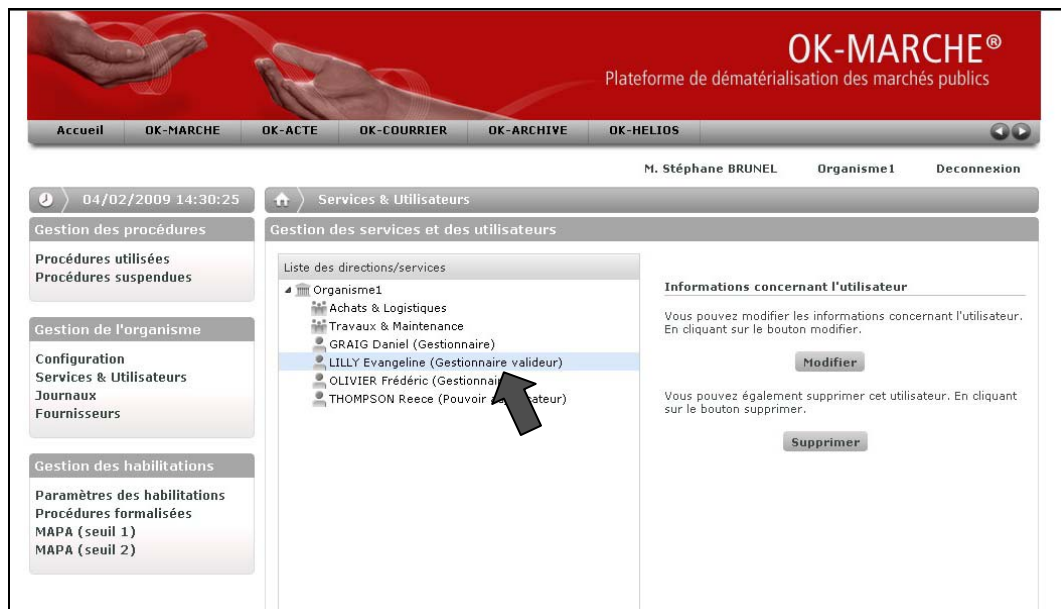 OK-MARCHE®
Plateforme de dématérialisation des marchés publics
Accueil OK-MARCHE OK-ACTE OK-COURRIER OK-ARCHIVE OK-HELIOS
M. Stéphane BRUNEL Organisme1 Deconnexion
04/02/2009 14:30:25
Services & Utilisateurs
Gestion des procédures
Procédures utilisées
Procédures suspendues
Gestion de l'organisme
Configuration
Services & Utilisateurs
Journaux
Fournisseurs
Gestion des habilitations
Paramètres des habilitations
Procédures formalisées
MAPA (seuil 1)
MAPA (seuil 2)
Gestion des services et des utilisateurs
Liste des directions/services
Organisme1
Achats & Logistiques
Travaux & Maintenance
GRAIG Daniel (Gestionnaire)
LILLY Evangeline (Gestionnaire valideur)
OLIVIER Frédéric
THOMPSON Reece (Pouvoir
Informations concernant l'utilisateur
Vous pouvez modifier les informations concernant l'utilisateur.
En cliquant sur le bouton modifier.
Modifier
Vous pouvez également supprimer cet utilisateur. En cliquant
sur le bouton supprimer.
Supprimer